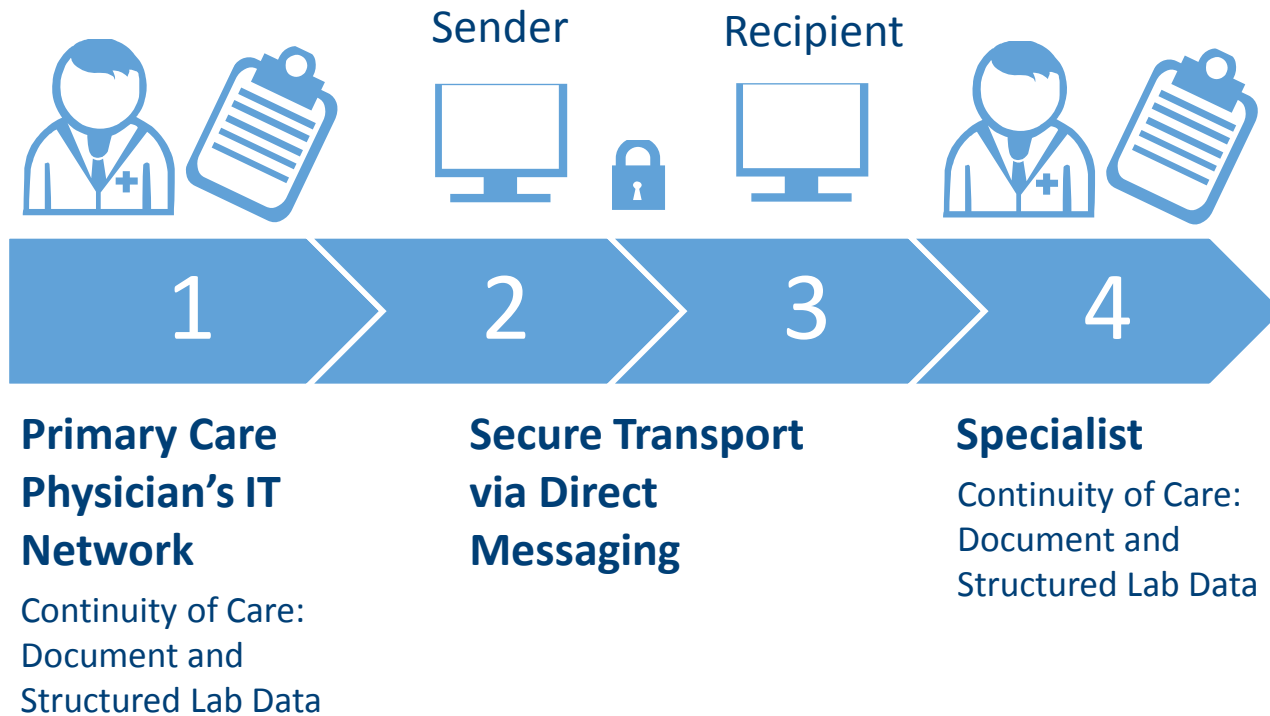 Sender
Recipient
1
2
3
4
Primary Care
Physician’s IT
Network
Continuity of Care:
Document and
Structured Lab Data
Secure Transport
via Direct
Messaging
Specialist
Continuity of Care:
Document and
Structured Lab Data